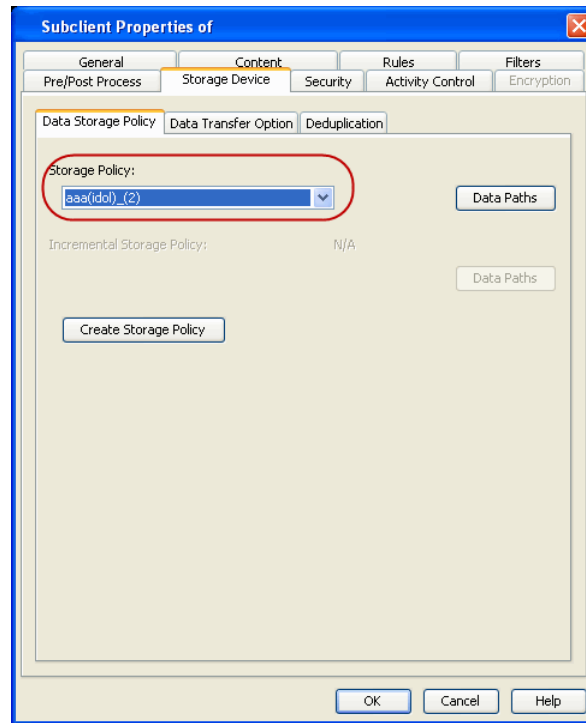 Subclient Properties of
General Content Rules Filters
Pre/Post Process Storage Device Security Activity Control Encryption
Data Storage Policy Data Transfer Option Deduplication
Storage Policy:
aaa(idol)_(2) Data Paths
Incremental Storage Policy: N/A
Data Paths
Create Storage Policy
OK Cancel Help